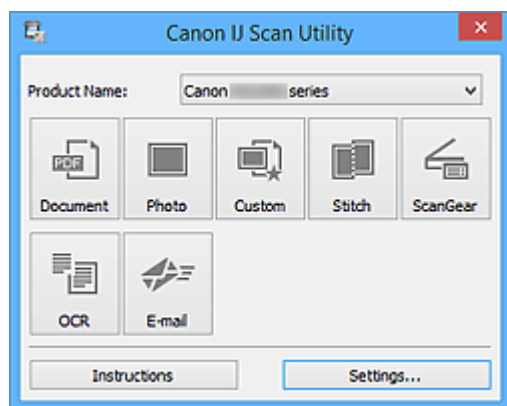 Canon IJ Scan Utility
Product Name: Canon series
PDF
Document Photo Custom Stitch ScanGear
OCR E-mail
Instructions Settings...